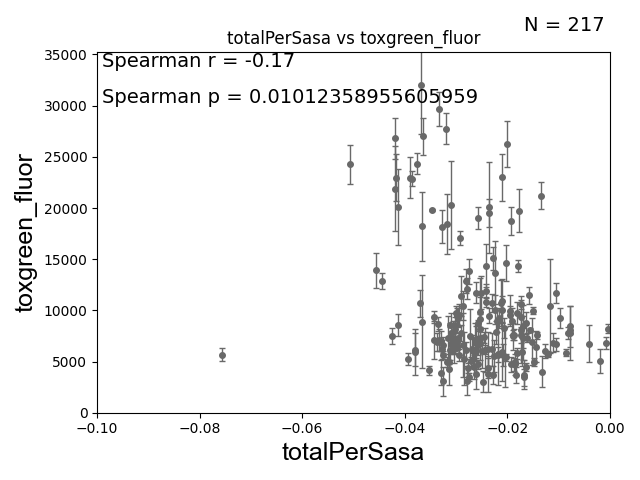 N = 217
totalPerSasa vs toxgreen_fluor
Spearman r = -0.17
Spearman p = 0.01012358955605959
toxgreen_fluor
35000
30000
25000
20000
15000
10000
5000
0
−0.10 −0.08 −0.06 −0.04 −0.02 0.00
totalPerSasa